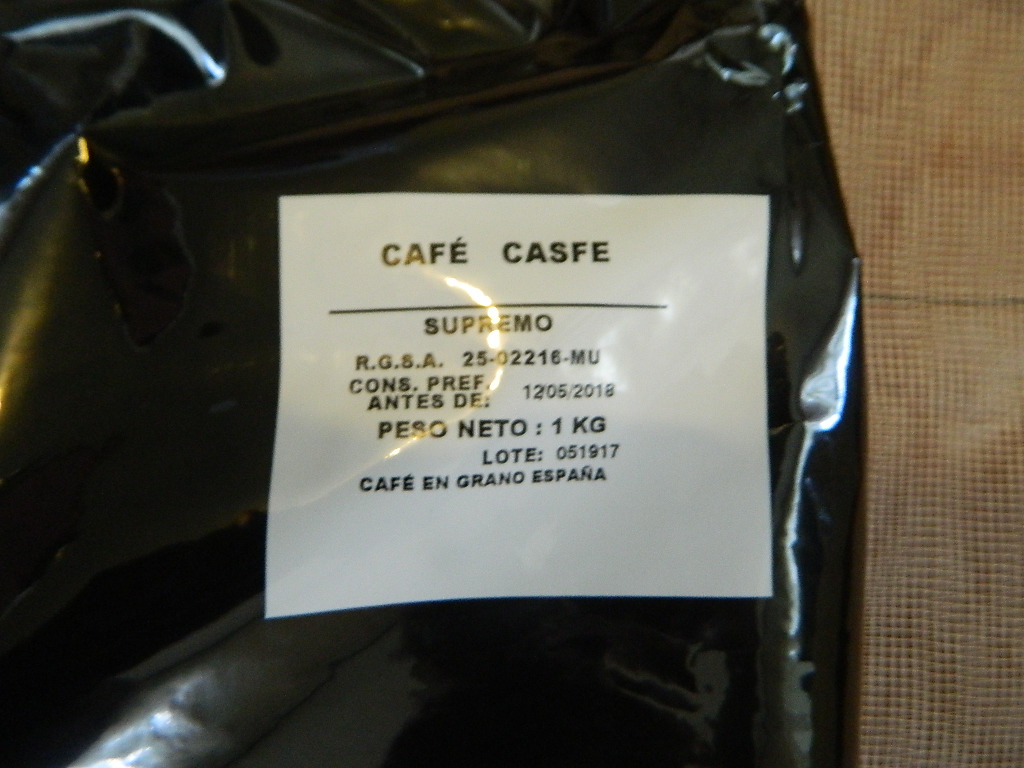 CAFÉ CASFE
SUPREMO
R.G.S.A. 25-02216-MU
CONS. PREF.
ANTES DE: 12/05/2018
PESO NETO : 1 KG
LOTE: 051917
CAFÉ EN GRANO ESPAÑA